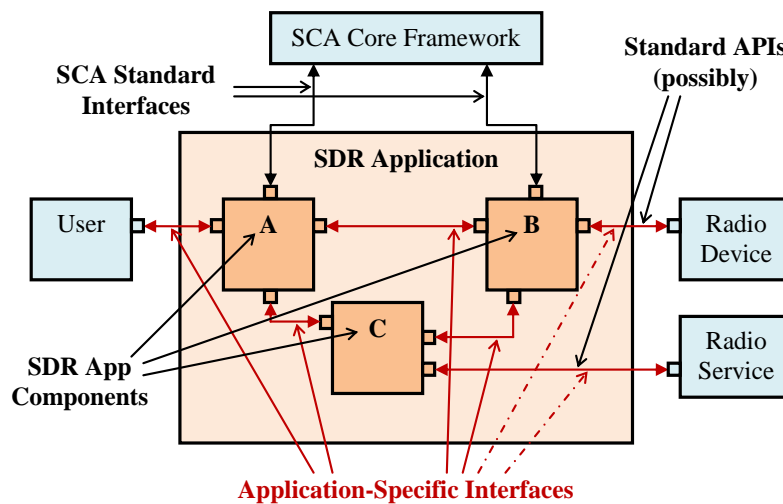 SCA Core Framework
Standard APIs
(possibly)
SCA Standard
Interfaces
SDR Application
User
A
B
Radio
Device
C
Radio
Service
SDR App
Components
Application-Specific Interfaces